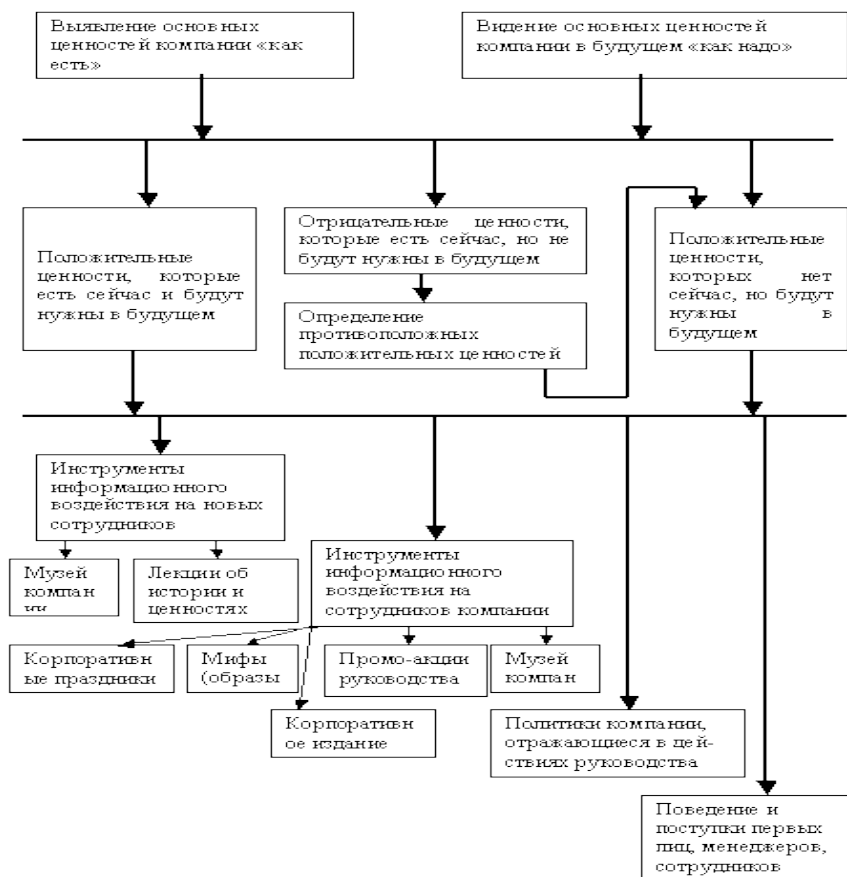 Выявление основных
ценностей компании «как
есть»
Видение основных ценностей
компании в будущем «как надо»
Положительные
ценности, которые
есть сейчас и будут
нужны в будущем
Отрицательные ценности,
которые есть сейчас, но не
будут нужны в будущем
Определение
противоположных
положительных ценностей
Положительные
ценности,
которых нет
сейчас, но будут
нужны в
будущем
Инструменты
информационного
воздействия на новых
сотрудников
Музей
компан
ии
Лекции об
истории и
ценностях
Инструменты
информационного
воздействия на
сотрудников компании
Корпоративн
ые праздники
Мифы
(образы
Промо-акции
руководства
Музей
компан
Корпоративн
ое издание
Политики компании,
отражающиеся в дей-
ствиях руководства
Поведение и
поступки первых
лиц, менеджеров,
сотрудников